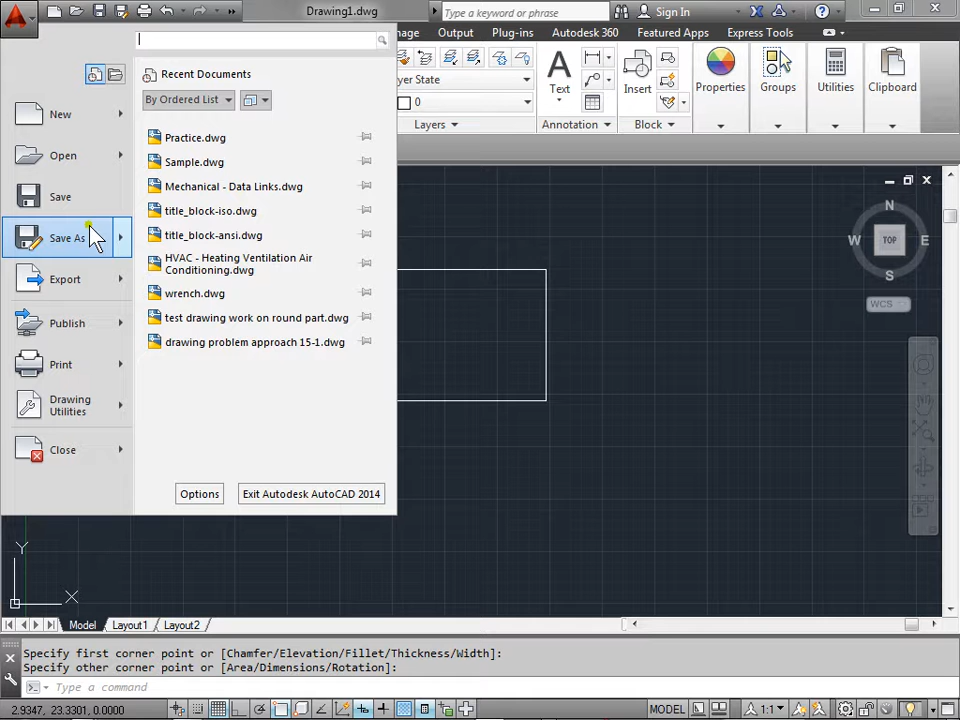 Drawing1.dwg
Type a keyword or phrase
Sign In
age Output Plug-ins Autodesk 360 Featured Apps Express Tools
Recent Documents
By Ordered List
New
Open
Save
Save As
Export
Publish
Print
Drawing
Utilities
Close
Practice.dwg
Sample.dwg
Mechanical - Data Links.dwg
title_block-iso.dwg
title_block-ansi.dwg
HVAC - Heating Ventilation Air
Conditioning.dwg
wrench.dwg
test drawing work on round part.dwg
drawing problem approach 15-1.dwg
Options
Exit Autodesk AutoCAD 2014
yer State
0
Layers
Text
Annotation
Insert
Block
Properties
Groups
Utilities
Clipboard
N
W TOP E
S
WCS
Y
X
Model Layout1 Layout2
Specify first corner point or [Chamfer/Elevation/Fillet/Thickness/Width]:
Specify other corner point or [Area/Dimensions/Rotation]:
Type a command
2.9347, 23.3301, 0.0000
MODEL
1:1